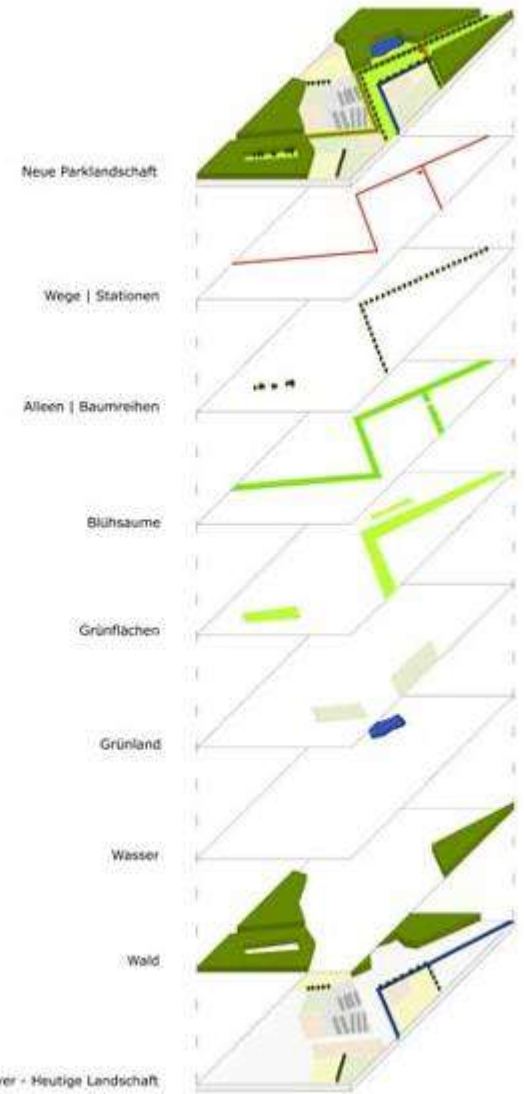 Neue Parklandschaft
Wege | Stationen
Alleen | Baumreihen
Blühsaume
Grünflächen
Grünland
Wasser
Wald
- Heutige Landschaft